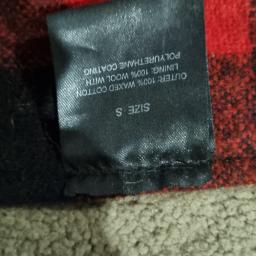 SIZE: S
OUTER: 100% WAXED COTTON
LINING: 100% WOOL WITH
POLYURETHANE COATING